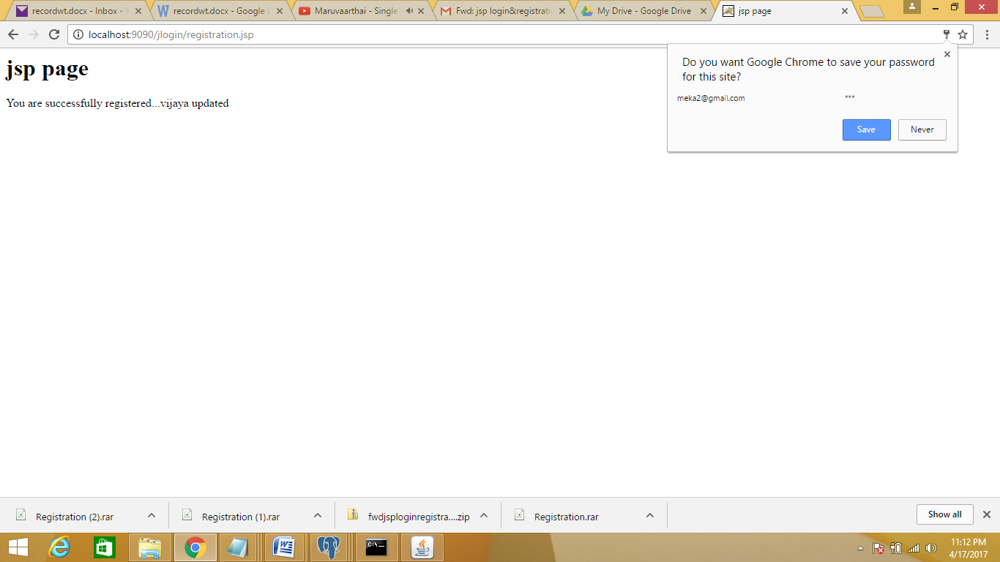 recordwt.docx - Inbox - Y
recordwt.docx - Google D
Maruvaarthai - Single
Fwd: jsp login&registrati
My Drive - Google Drive
jsp page
localhost:9090/jlogin/registration.jsp
jsp page
You are successfully registered...vijaya updated
Do you want Google Chrome to save your password
for this site?
meka2@gmail.com ***
Save Never
Registration (2).rar
Registration (1).rar
fwdjsploginregistra....zip
Registration.rar
Show all
11:12 PM
4/17/2017